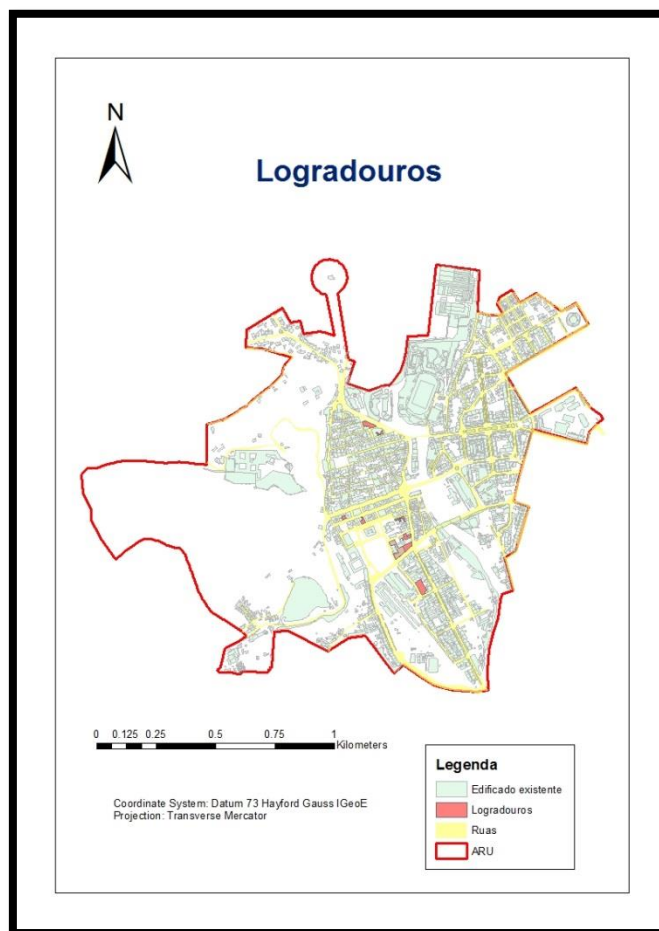 N
Logradouros
0 0.125 0.25 0.5 0.75 1
Kilometers
Coordinate System: Datum 73 Hayford Gauss IGeoE
Projection: Transverse Mercator
Legenda
Edificado existente
Logradouros
Ruas
ARU